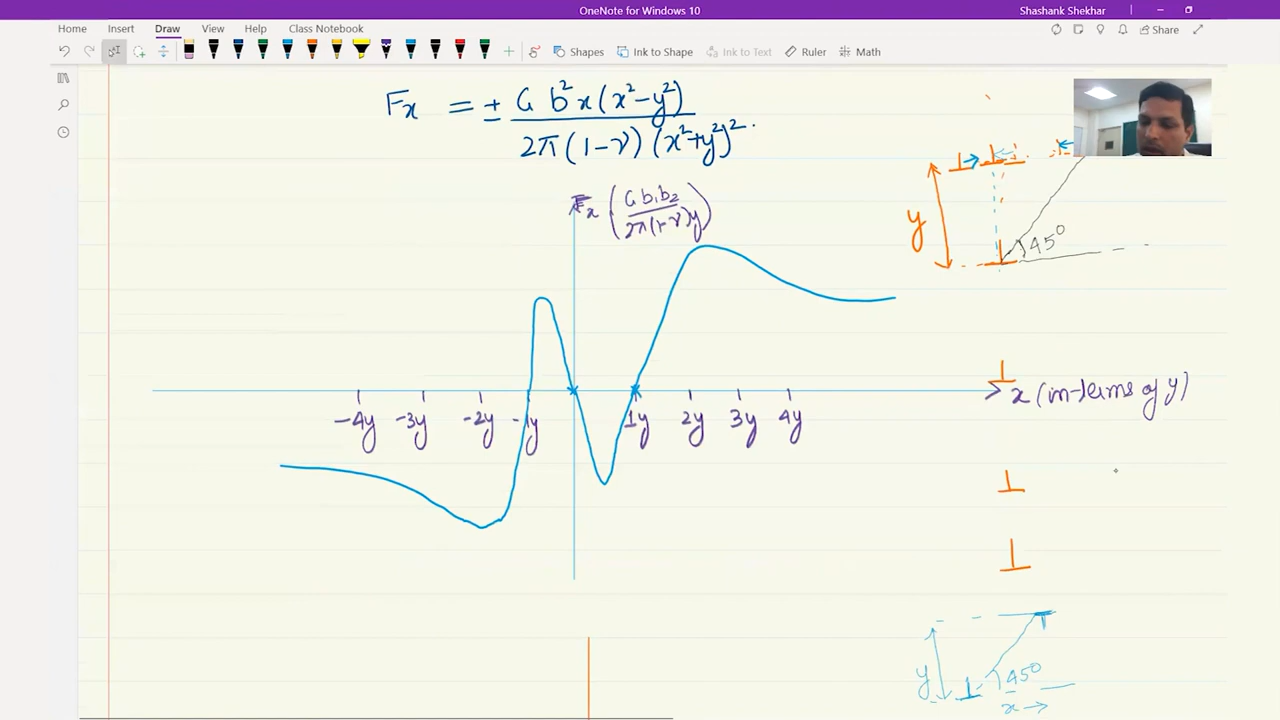 OneNote for Windows 10
Shashank Shekhar
Home Insert Draw View Help Class Notebook
Share
Shapes Ink to Shape Ink to Text Ruler Math
Fx = ± G b² x (x² - y²) / 2π (1-ν) (x²+y²)² .
Fx ( G b₁ b₂ / 2π(1-ν) y )
y
45°
x (in-terms of y)
-4y -3y -2y -1y 1y 2y 3y 4y
y
45°
x →